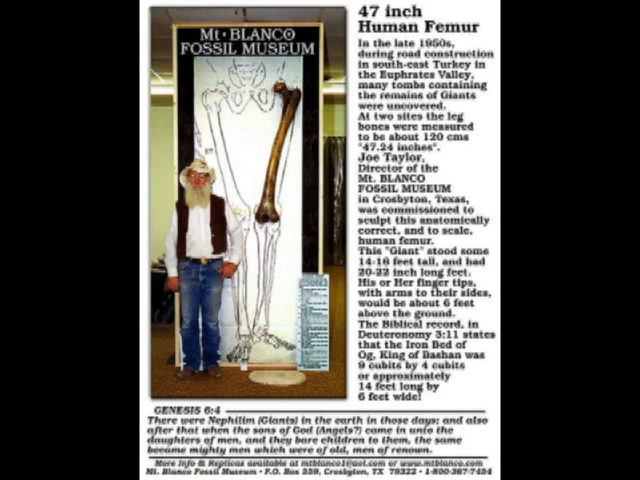 Mt • BLANCO
FOSSIL MUSEUM
47 inch
Human Femur
In the late 1950s,
during road construction
in south-east Turkey in
the Euphrates Valley,
many tombs containing
the remains of Giants
were uncovered.
At two sites the leg
bones were measured
to be about 120 cms
"47.24 inches".
Joe Taylor,
Director of the
Mt. BLANCO
FOSSIL MUSEUM
in Crosbyton, Texas,
was commissioned to
sculpt this anatomically
correct, and to scale,
human femur.
This "Giant" stood some
14-16 feet tall, and had
20-22 inch long feet.
His or Her finger tips,
with arms to their sides,
would be about 6 feet
above the ground.
The Biblical record, in
Deuteronomy 3:11 states
that the Iron Bed of
Og, King of Bashan was
9 cubits by 4 cubits
or approximately
14 feet long by
6 feet wide!
GENESIS 6:4
There were Nephilim (Giants) in the earth in those days; and also
after that when the sons of God (Angels?) came in unto the
daughters of men, and they bare children to them, the same
became mighty men which were of old, men of renown.
More Info & Replicas available at mtblanco1@aol.com or www.mtblanco.com
Mt. Blanco Fossil Museum • P.O. Box 559, Crosbyton, TX 79322 • 1-800-367-7454